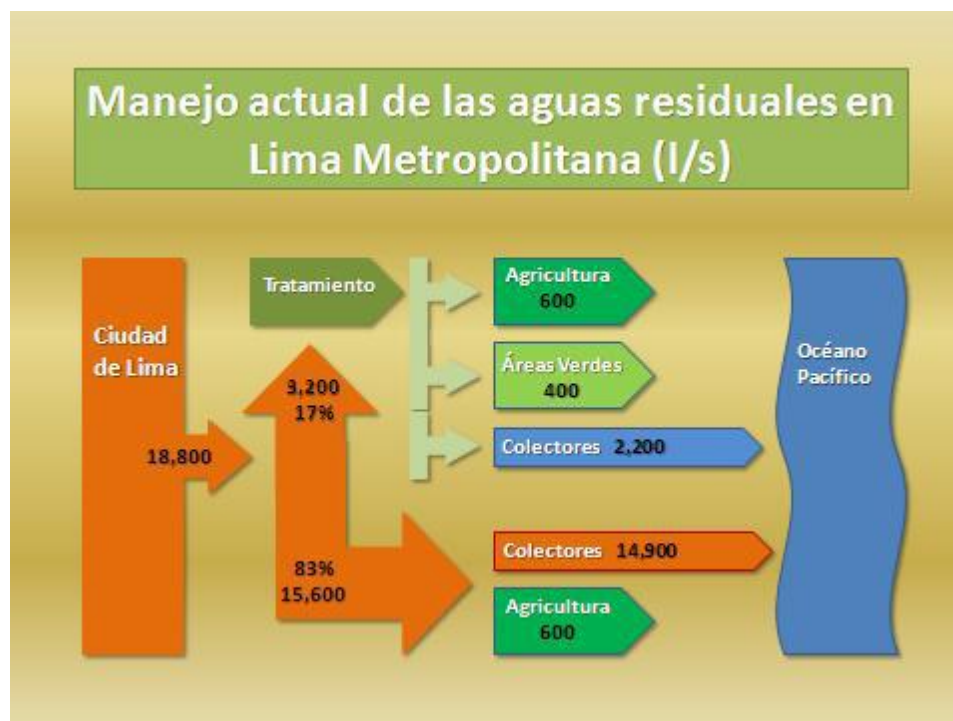 Manejo actual de las aguas residuales en
Lima Metropolitana (l/s)
Ciudad
de Lima
18,800
Tratamiento
3,200
17%
83%
15,600
Agricultura
600
Áreas Verdes
400
Colectores 2,200
Colectores 14,900
Agricultura
600
Océano
Pacífico